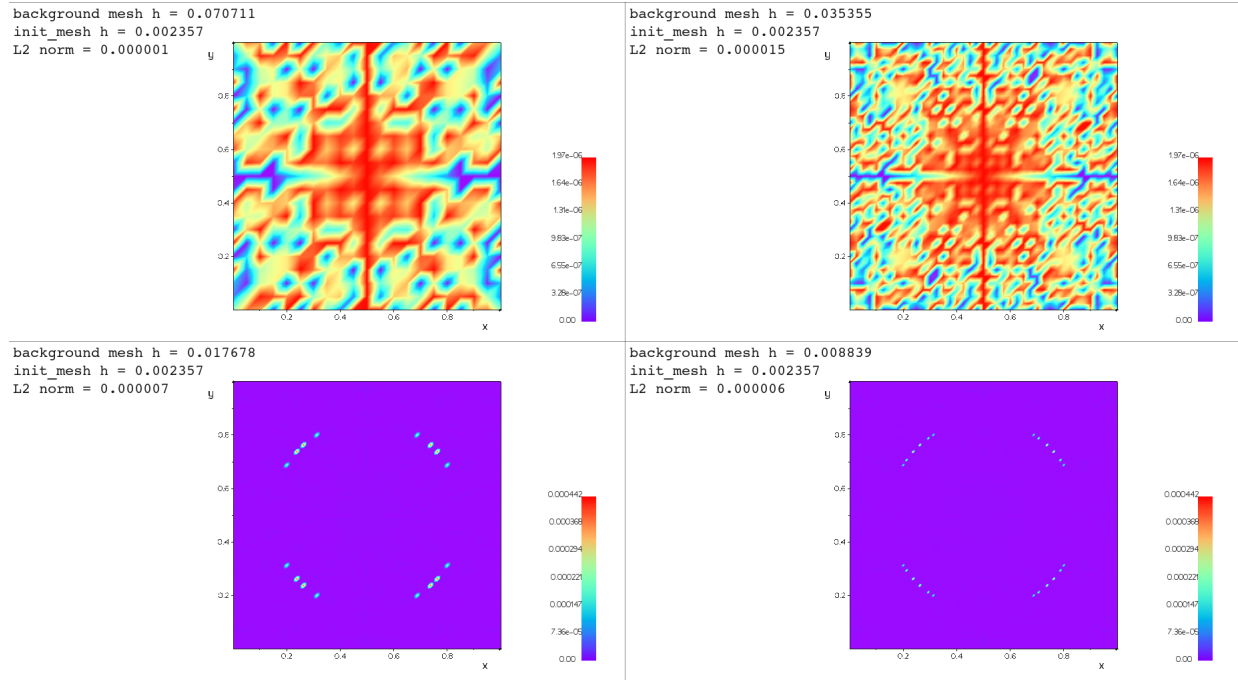 background mesh h = 0.070711
init_mesh h = 0.002357
L2 norm = 0.000001
y
0.8
0.6
0.4
0.2
0.2 0.4 0.6 0.8
x
1.97e-06
1.64e-06
1.31e-06
9.83e-07
6.55e-07
3.28e-07
0.00
background mesh h = 0.035355
init_mesh h = 0.002357
L2 norm = 0.000015
y
0.8
0.6
0.4
0.2
0.2 0.4 0.6 0.8
x
1.97e-06
1.64e-06
1.31e-06
9.83e-07
6.55e-07
3.28e-07
0.00
background mesh h = 0.017678
init_mesh h = 0.002357
L2 norm = 0.000007
y
0.8
0.6
0.4
0.2
0.2 0.4 0.6 0.8
x
0.000442
0.000368
0.000294
0.000221
0.000147
7.36e-05
0.00
background mesh h = 0.008839
init_mesh h = 0.002357
L2 norm = 0.000006
y
0.8
0.6
0.4
0.2
0.2 0.4 0.6 0.8
x
0.000442
0.000368
0.000294
0.000221
0.000147
7.36e-05
0.00